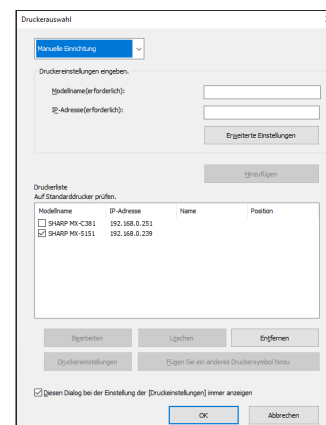 Druckerauswahl
Manuelle Einrichtung
Druckereinstellungen eingeben.
Modellname(erforderlich):
IP-Adresse(erforderlich):
Erweiterte Einstellungen
Hinzufügen
Druckerliste
Auf Standarddrucker prüfen.
Modellname IP-Adresse Name Position
SHARP MX-C381 192.168.0.251
SHARP MX-5151 192.168.0.239
Bearbeiten Löschen Entfernen
Druckereinstellungen Fügen Sie ein anderes Druckersymbol hinzu
Diesen Dialog bei der Einstellung der [Druckeinstellungen] immer anzeigen
OK Abbrechen